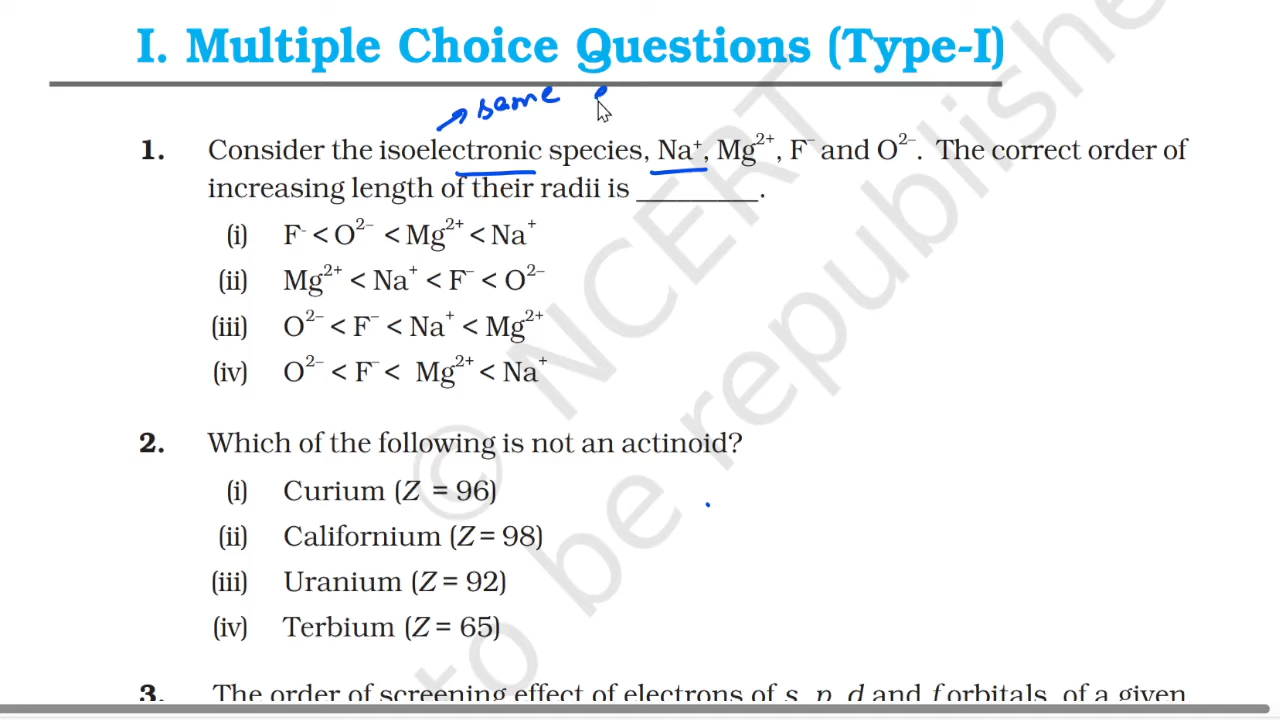 I. Multiple Choice Questions (Type-I)
same e
1. Consider the isoelectronic species, Na⁺, Mg²⁺, F⁻ and O²⁻. The correct order of
increasing length of their radii is ________.
(i) F⁻ < O²⁻ < Mg²⁺ < Na⁺
(ii) Mg²⁺ < Na⁺ < F⁻ < O²⁻
(iii) O²⁻ < F⁻ < Na⁺ < Mg²⁺
(iv) O²⁻ < F⁻ < Mg²⁺ < Na⁺
2. Which of the following is not an actinoid?
(i) Curium (Z = 96)
(ii) Californium (Z = 98)
(iii) Uranium (Z = 92)
(iv) Terbium (Z = 65)
3. The order of screening effect of electrons of s, p, d and f orbitals of a given
© NCERT
to be republishe